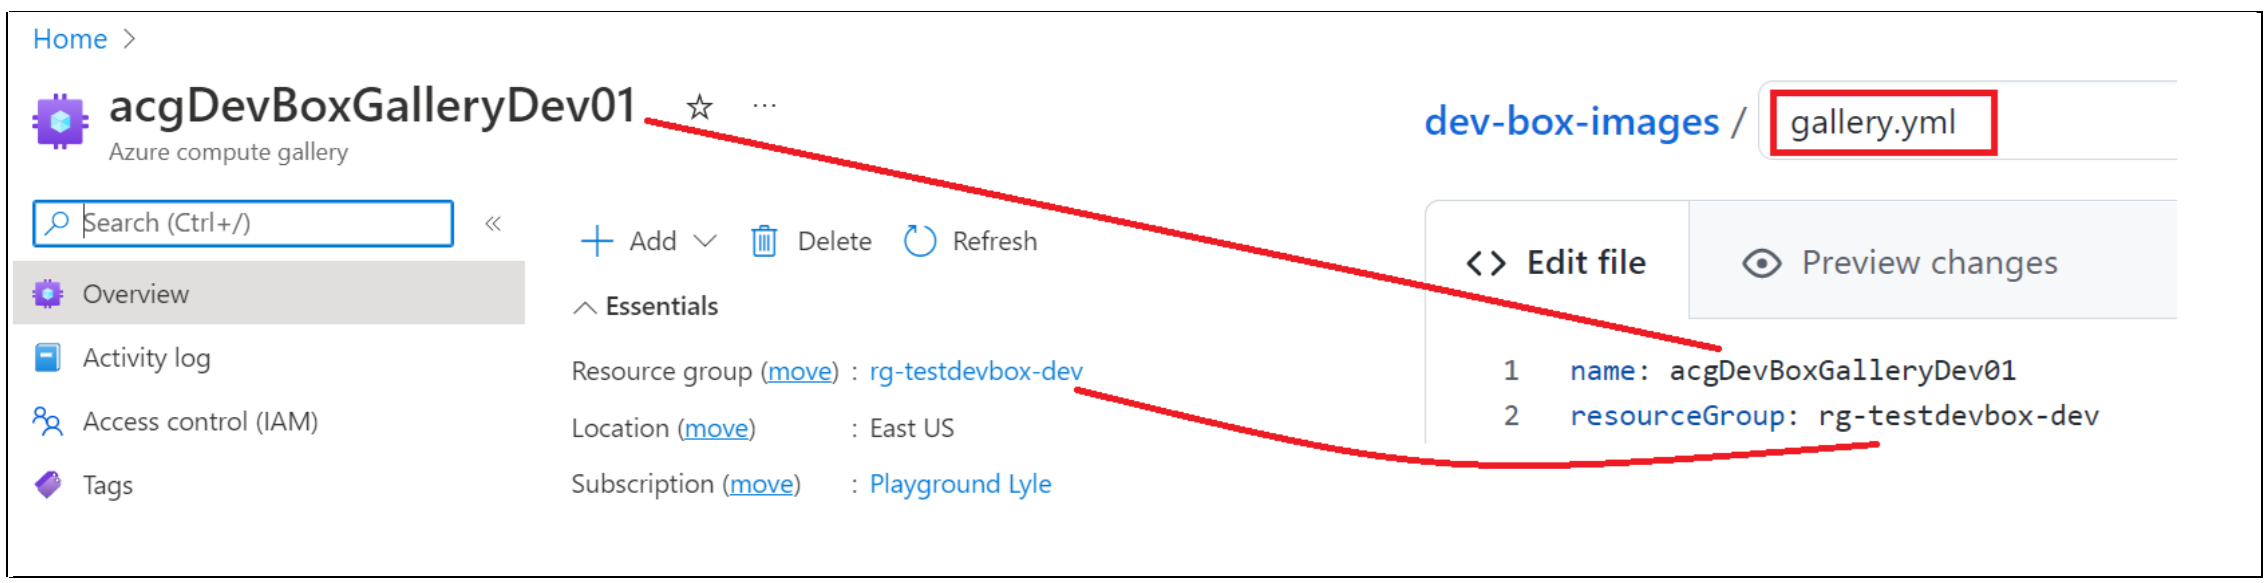 Home >
acgDevBoxGalleryDev01 ☆ ...
Azure compute gallery
Search (Ctrl+/) «
Overview
Activity log
Access control (IAM)
Tags
+ Add Delete Refresh
Essentials
Resource group (move) : rg-testdevbox-dev
Location (move) : East US
Subscription (move) : Playground Lyle
dev-box-images / gallery.yml
<> Edit file Preview changes
1 name: acgDevBoxGalleryDev01
2 resourceGroup: rg-testdevbox-dev